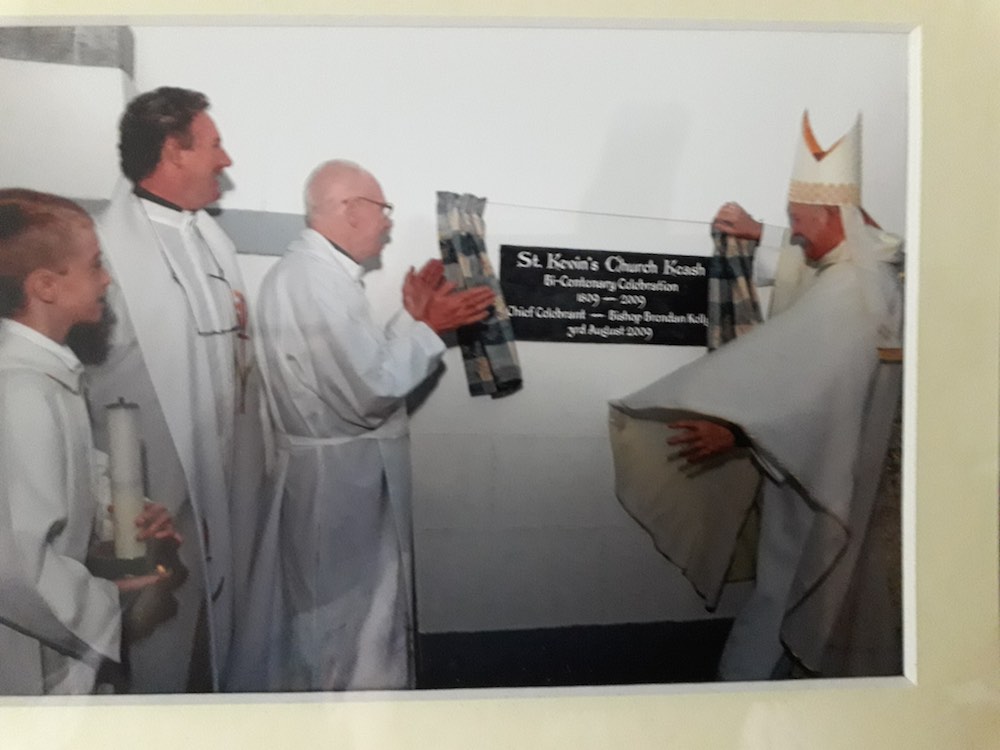 St. Kevin's Church Keash
Bi-Centenary Celebration
1809 — 2009
Chief Celebrant — Bishop Brendan Kelly
3rd August 2009